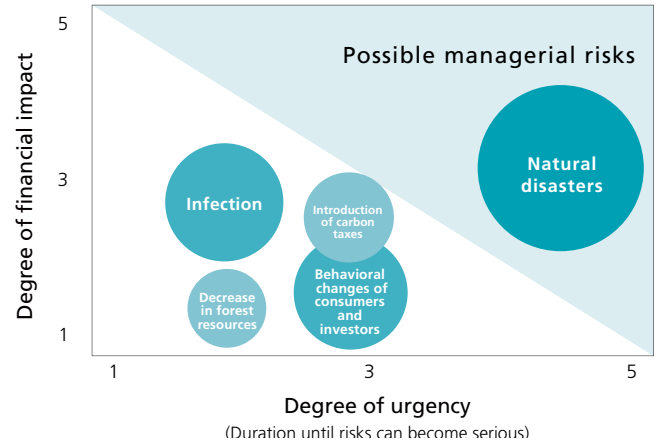 5
Possible managerial risks
Degree of financial impact
Natural
disasters
3
Infection
Introduction
of carbon
taxes
Behavioral
changes of
consumers
and
investors
Decrease
in forest
resources
1
1
3
5
Degree of urgency
(Duration until risks can become serious)